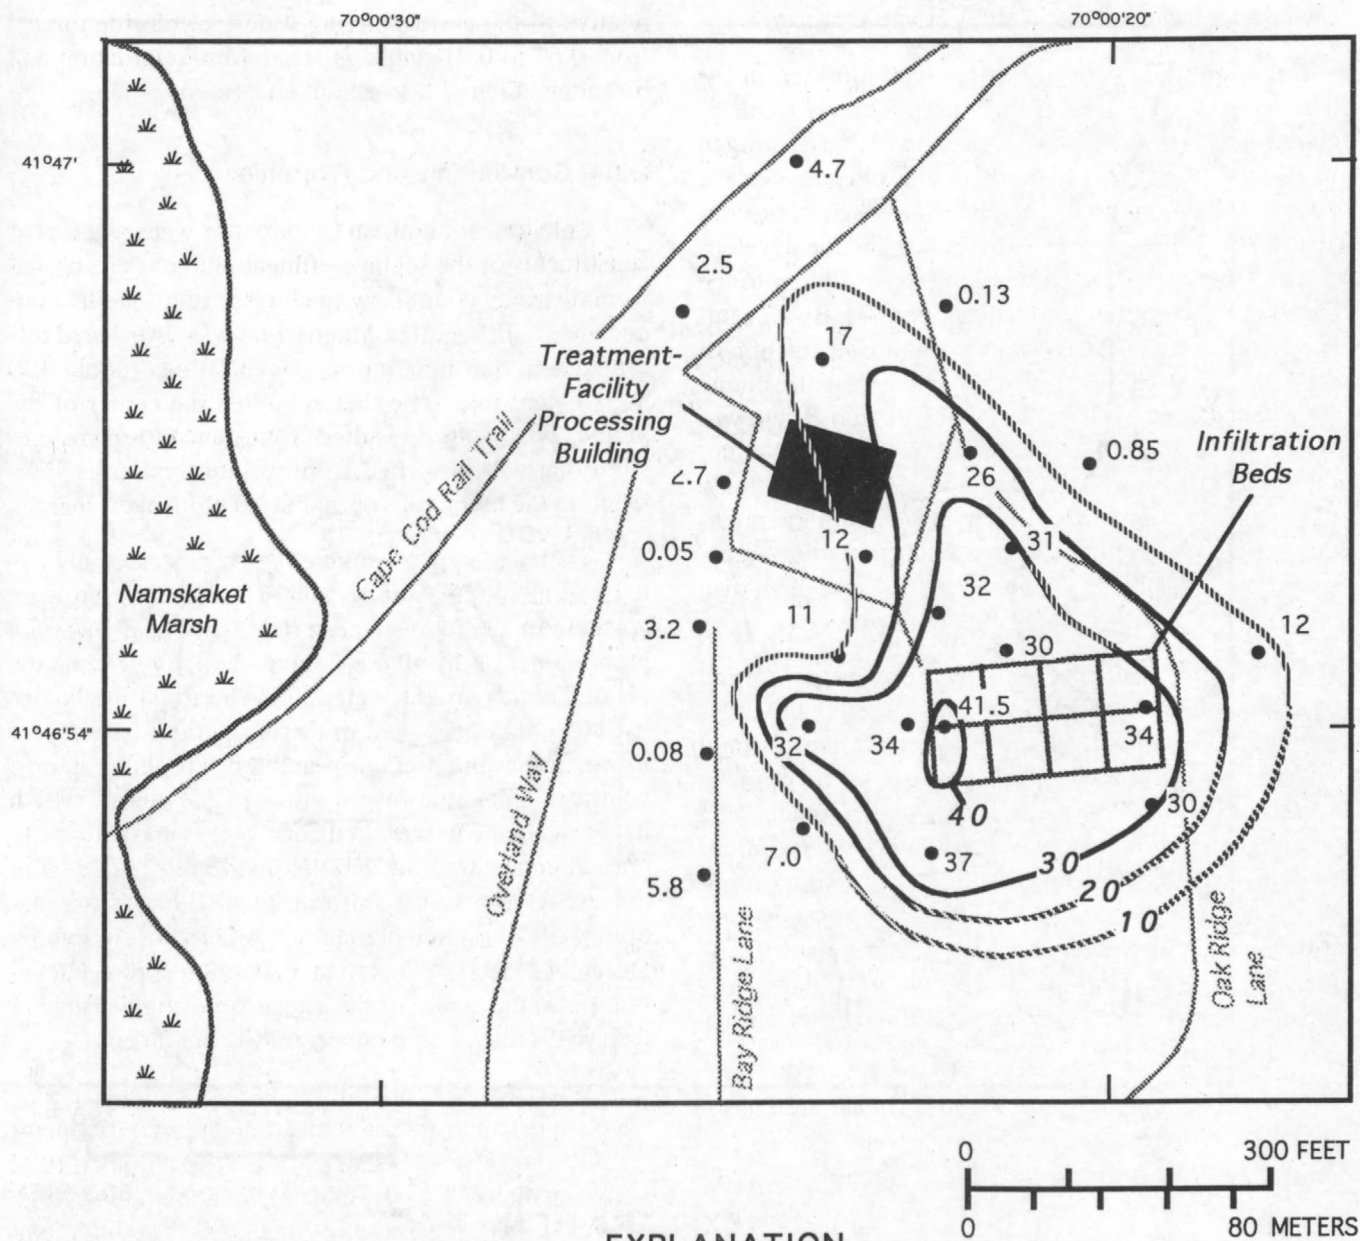 70°00'30"
70°00'20"
41°47'
4.7
2.5
0.13
17
Treatment-
Facility
Processing
Building
Infiltration
Beds
0.85
26
2.7
Cape Cod Rail Trail
12
31
0.05
32
Namskaket
Marsh
11
3.2
30
12
41.5
41°46'54"
32
34
34
0.08
Overland Way
40
30
7.0
37
30
5.8
20
10
Bay Ridge Lane
Oak Ridge
Lane
0
300 FEET
0
80 METERS
EXPLANATION